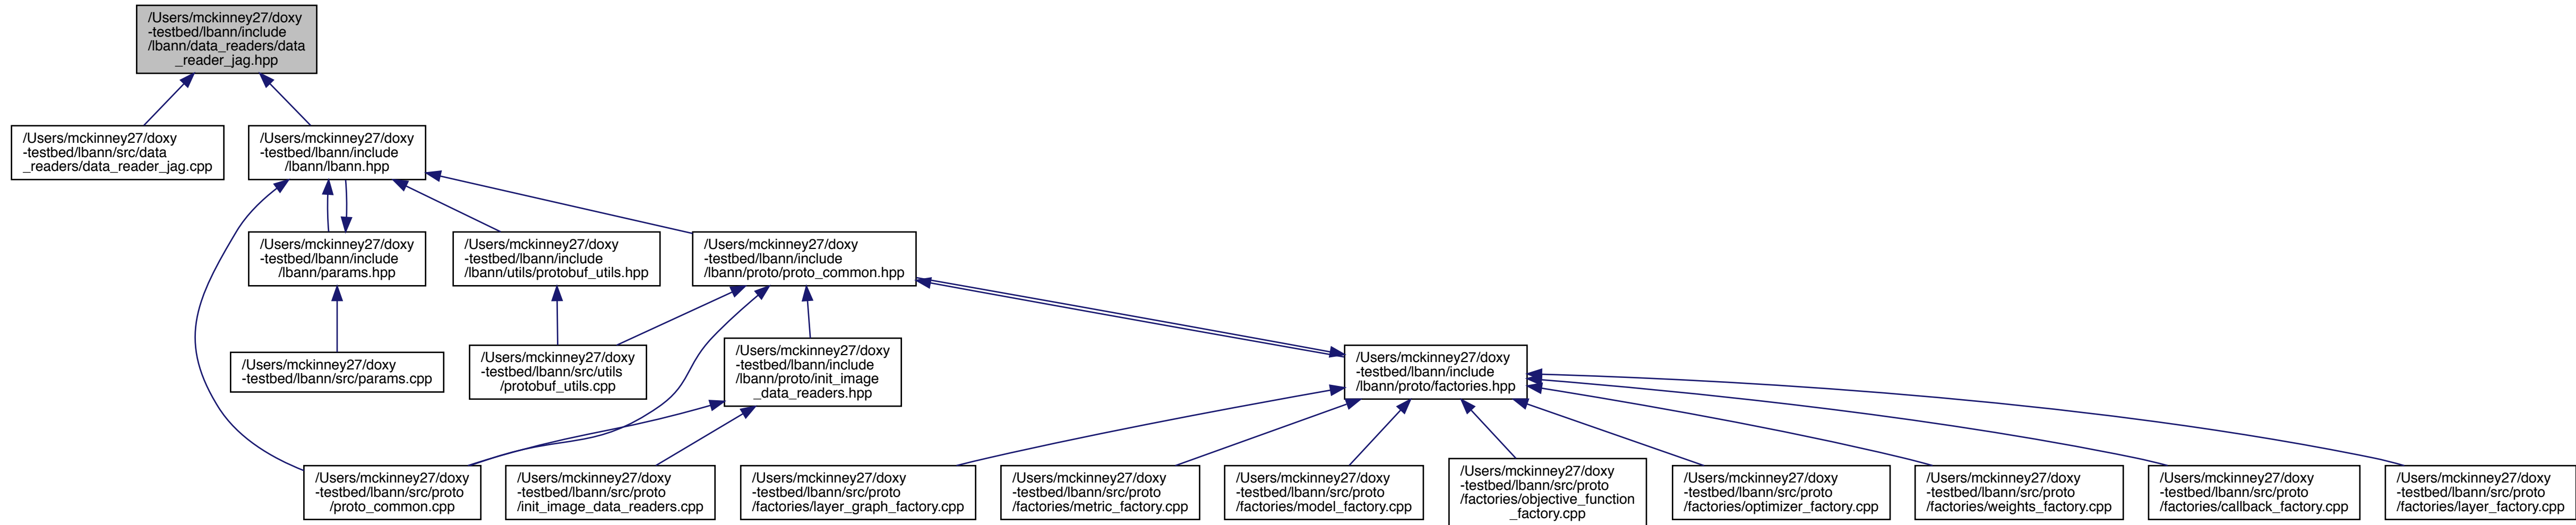 /Users/mckinney27/doxy
-testbed/lbann/include
/lbann/data_readers/data
_reader_jag.hpp
/Users/mckinney27/doxy
-testbed/lbann/src/data
_readers/data_reader_jag.cpp
/Users/mckinney27/doxy
-testbed/lbann/include
/lbann/lbann.hpp
/Users/mckinney27/doxy
-testbed/lbann/include
/lbann/params.hpp
/Users/mckinney27/doxy
-testbed/lbann/include
/lbann/utils/protobuf_utils.hpp
/Users/mckinney27/doxy
-testbed/lbann/include
/lbann/proto/proto_common.hpp
/Users/mckinney27/doxy
-testbed/lbann/src/params.cpp
/Users/mckinney27/doxy
-testbed/lbann/src/utils
/protobuf_utils.cpp
/Users/mckinney27/doxy
-testbed/lbann/include
/lbann/proto/init_image
_data_readers.hpp
/Users/mckinney27/doxy
-testbed/lbann/include
/lbann/proto/factories.hpp
/Users/mckinney27/doxy
-testbed/lbann/src/proto
/proto_common.cpp
/Users/mckinney27/doxy
-testbed/lbann/src/proto
/init_image_data_readers.cpp
/Users/mckinney27/doxy
-testbed/lbann/src/proto
/factories/layer_graph_factory.cpp
/Users/mckinney27/doxy
-testbed/lbann/src/proto
/factories/metric_factory.cpp
/Users/mckinney27/doxy
-testbed/lbann/src/proto
/factories/model_factory.cpp
/Users/mckinney27/doxy
-testbed/lbann/src/proto
/factories/objective_function
_factory.cpp
/Users/mckinney27/doxy
-testbed/lbann/src/proto
/factories/optimizer_factory.cpp
/Users/mckinney27/doxy
-testbed/lbann/src/proto
/factories/weights_factory.cpp
/Users/mckinney27/doxy
-testbed/lbann/src/proto
/factories/callback_factory.cpp
/Users/mckinney27/doxy
-testbed/lbann/src/proto
/factories/layer_factory.cpp